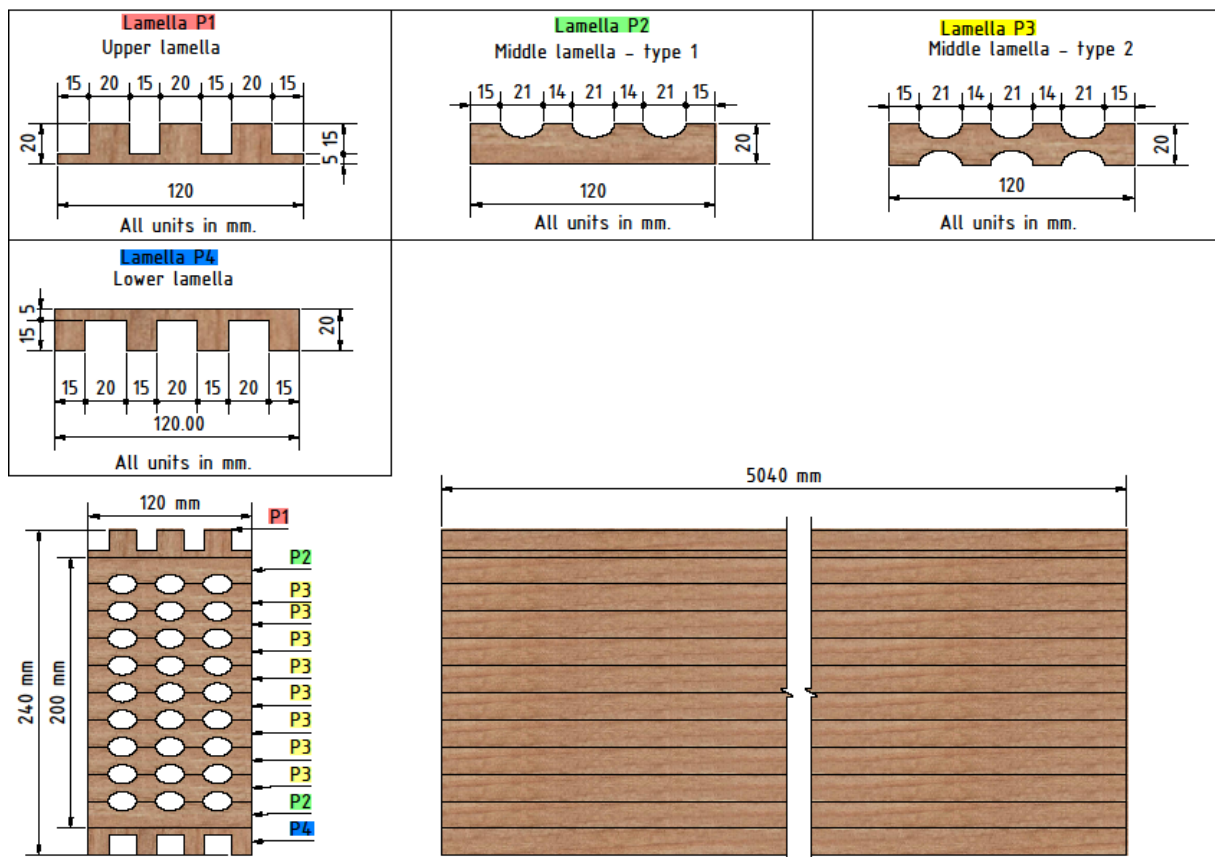 Lamella P1
Upper lamella
15 20 15 20 15 20 15
20
15
5
120
All units in mm.
Lamella P2
Middle lamella - type 1
15 21 14 21 14 21 15
20
120
All units in mm.
Lamella P3
Middle lamella - type 2
15 21 14 21 14 21 15
20
120
All units in mm.
Lamella P4
Lower lamella
5
15
20
15 20 15 20 15 20 15
120.00
All units in mm.
120 mm
240 mm
200 mm
P1
P2
P3
P3
P3
P3
P3
P3
P3
P3
P2
P4
5040 mm